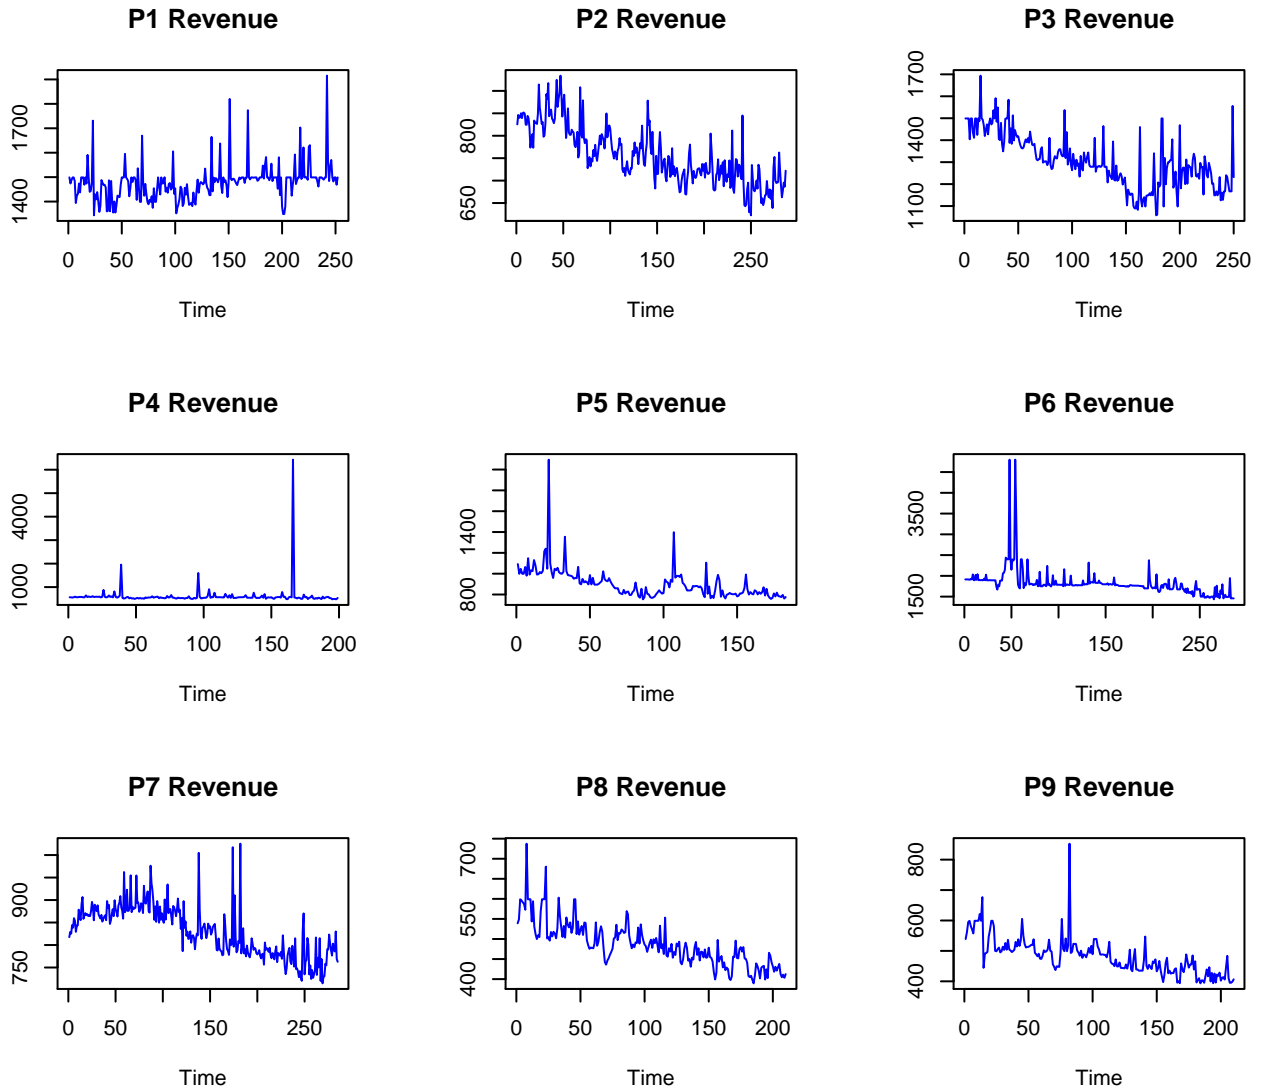 P1 Revenue
P2 Revenue
P3 Revenue
1400 1700
650 800
1100 1400 1700
0 50 100 150 200 250
0 50 150 250
0 50 100 150 200 250
Time
Time
Time
P4 Revenue
P5 Revenue
P6 Revenue
1000 4000
800 1400
1500 3500
0 50 100 150 200
0 50 100 150
0 50 150 250
Time
Time
Time
P7 Revenue
P8 Revenue
P9 Revenue
750 900
400 550 700
400 600 800
0 50 150 250
0 50 100 150 200
0 50 100 150 200
Time
Time
Time